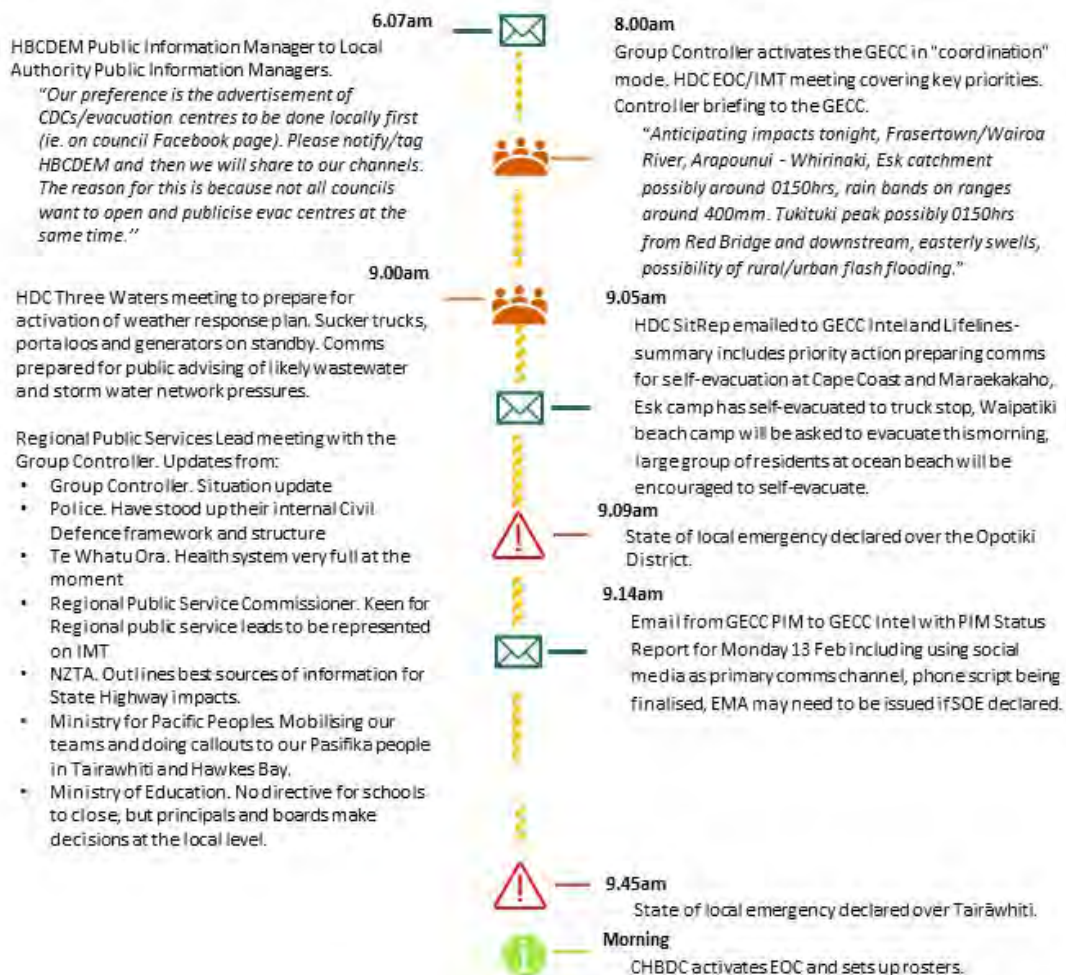 6.07am
HBCDEM Public Information Manager to Local
Authority Public Information Managers.
"Our preference is the advertisement of
CDCs/evacuation centres to be done locally first
(ie. on council Facebook page). Please notify/tag
HBCDEM and then we will share to our channels.
The reason for this is because not all councils
want to open and publicise evac centres at the
same time."
8.00am
Group Controller activates the GECC in "coordination"
mode. HDC EOC/IMT meeting covering key priorities.
Controller briefing to the GECC.
"Anticipating impacts tonight, Frasertown/Wairoa
River, Arapounui - Whirinaki, Esk catchment
possibly around 0150hrs, rain bands on ranges
around 400mm. Tukituki peak possibly 0150hrs
from Red Bridge and downstream, easterly swells,
possibility of rural/urban flash flooding."
9.00am
HDC Three Waters meeting to prepare for
activation of weather response plan. Sucker trucks,
portaloos and generators on standby. Comms
prepared for public advising of likely wastewater
and storm water network pressures.
Regional Public Services Lead meeting with the
Group Controller. Updates from:
• Group Controller. Situation update
• Police. Have stood up their internal Civil
Defence framework and structure
• Te Whatu Ora. Health system very full at the
moment
• Regional Public Service Commissioner. Keen for
Regional public service leads to be represented
on IMT
• NZTA. Outlines best sources of information for
State Highway impacts.
• Ministry for Pacific Peoples. Mobilising our
teams and doing callouts to our Pasifika people
in Tairawhiti and Hawkes Bay.
• Ministry of Education. No directive for schools
to close, but principals and boards make
decisions at the local level.
9.05am
HDC SitRep emailed to GECC Intel and Lifelines-
summary includes priority action preparing comms
for self-evacuation at Cape Coast and Maraekakaho,
Esk camp has self-evacuated to truck stop, Waipatiki
beach camp will be asked to evacuate this morning,
large group of residents at ocean beach will be
encouraged to self-evacuate.
9.09am
State of local emergency declared over the Opotiki
District.
9.14am
Email from GECC PIM to GECC Intel with PIM Status
Report for Monday 13 Feb including using social
media as primary comms channel, phone script being
finalised, EMA may need to be issued if SOE declared.
9.45am
State of local emergency declared over Tairāwhiti.
Morning
CHBDC activates EOC and sets up rosters.